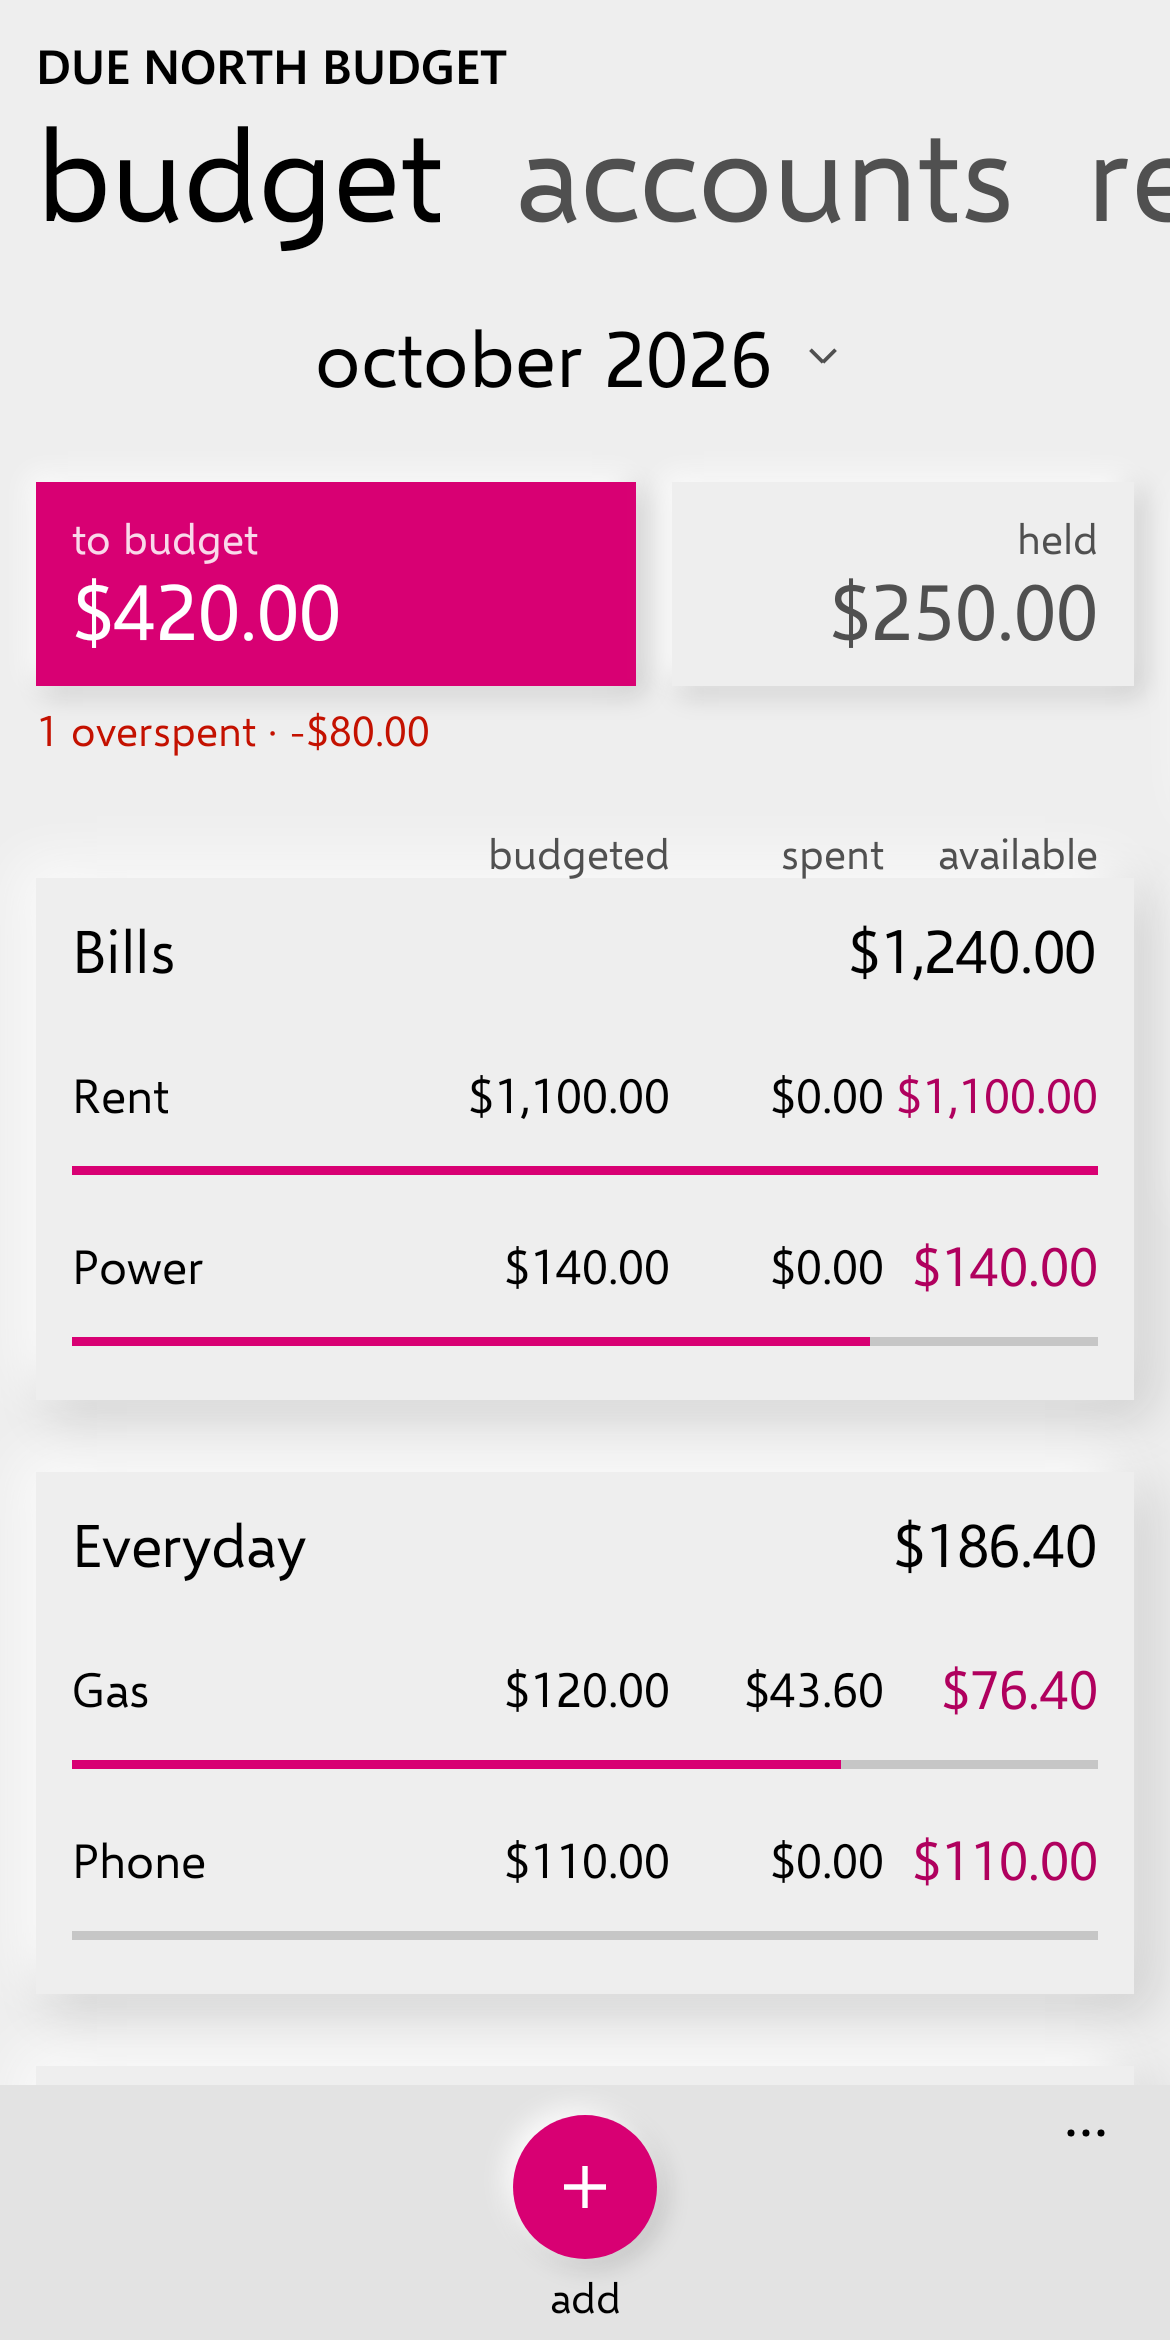 DUE NORTH BUDGET
budget accounts re
october 2026
to budget held
$420.00 $250.00
1 overspent · -$80.00
budgeted spent available
Bills $1,240.00
Rent $1,100.00 $0.00 $1,100.00
Power $140.00 $0.00 $140.00
Everyday $186.40
Gas $120.00 $43.60 $76.40
Phone $110.00 $0.00 $110.00
add